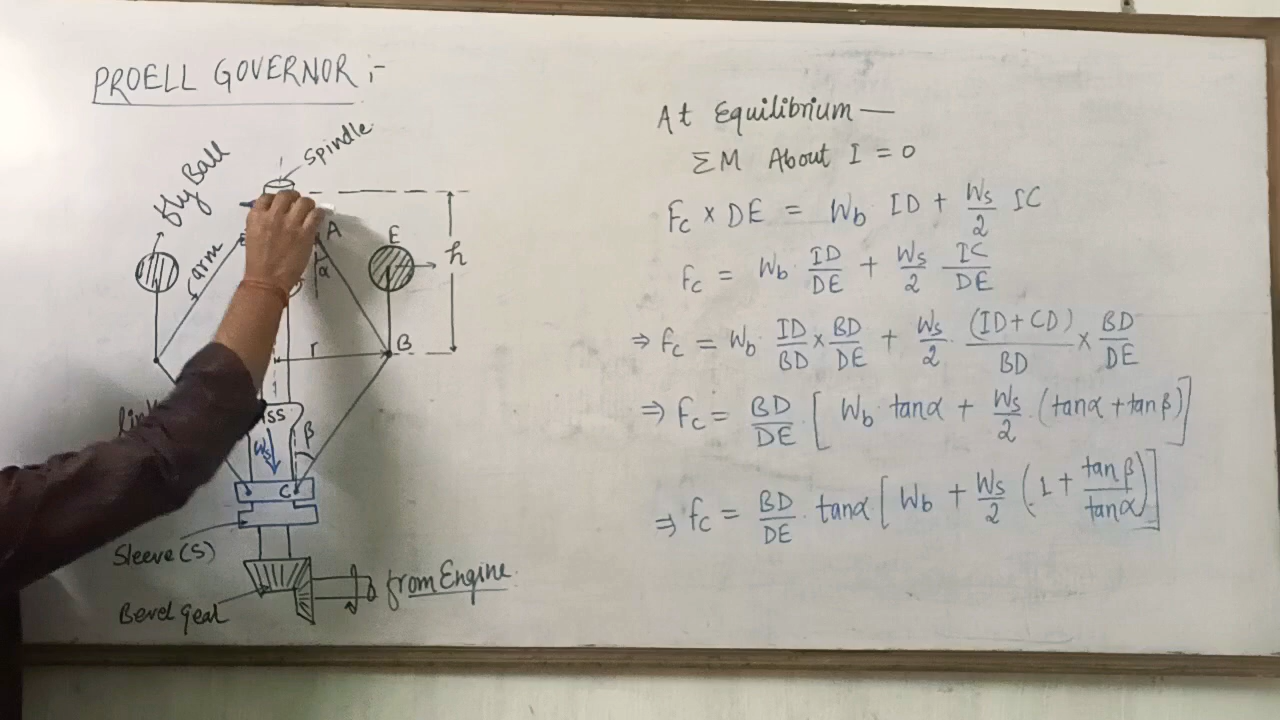 PROELL GOVERNOR :-
Spindle
fly Ball
arm
A
E
α
h
r
B
SS
β
Ws
C
Sleeve(S)
Bevel gear
from Engine
At Equilibrium —
ΣM About I = 0
Fc × DE = Wb ID + Ws/2 IC
Fc = Wb ID/DE + Ws/2 IC/DE
⇒ Fc = Wb ID/BD × BD/DE + Ws/2 (ID+CD)/BD × BD/DE
⇒ Fc = BD/DE [ Wb tanα + Ws/2 (tanα + tanβ)]
⇒ fc = BD/DE tanα [ Wb + Ws/2 (1 + tanβ/tanα)]